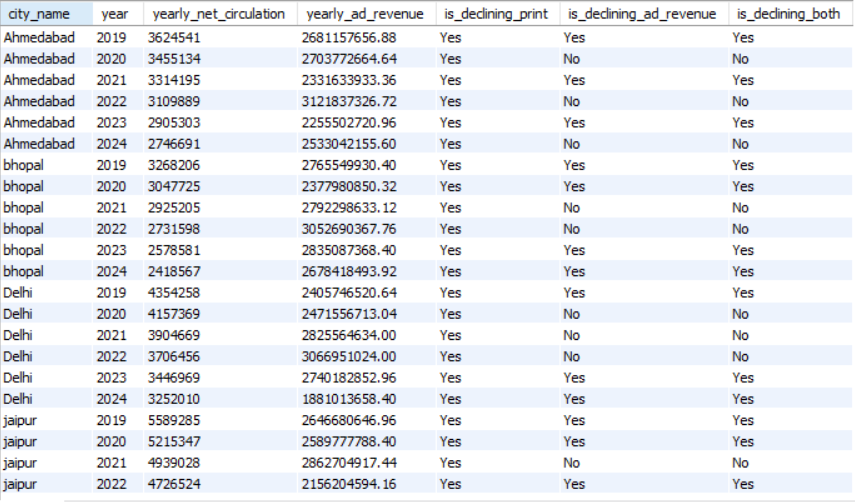 city_name year yearly_net_circulation yearly_ad_revenue is_declining_print is_declining_ad_revenue is_declining_both
Ahmedabad 2019 3624541 2681157656.88 Yes Yes Yes
Ahmedabad 2020 3455134 2703772664.64 Yes No No
Ahmedabad 2021 3314195 2331633933.36 Yes Yes Yes
Ahmedabad 2022 3109889 3121837326.72 Yes No No
Ahmedabad 2023 2905303 2255502720.96 Yes Yes Yes
Ahmedabad 2024 2746691 2533042155.60 Yes No No
bhopal 2019 3268206 2765549930.40 Yes Yes Yes
bhopal 2020 3047725 2377980850.32 Yes Yes Yes
bhopal 2021 2925205 2792298633.12 Yes No No
bhopal 2022 2731598 3052690367.76 Yes No No
bhopal 2023 2578581 2835087368.40 Yes Yes Yes
bhopal 2024 2418567 2678418493.92 Yes Yes Yes
Delhi 2019 4354258 2405746520.64 Yes Yes Yes
Delhi 2020 4157369 2471556713.04 Yes No No
Delhi 2021 3904669 2825564634.00 Yes No No
Delhi 2022 3706456 3066951024.00 Yes No No
Delhi 2023 3446969 2740182852.96 Yes Yes Yes
Delhi 2024 3252010 1881013658.40 Yes Yes Yes
jaipur 2019 5589285 2646680646.96 Yes Yes Yes
jaipur 2020 5215347 2589777788.40 Yes Yes Yes
jaipur 2021 4939028 2862704917.44 Yes No No
jaipur 2022 4726524 2156204594.16 Yes Yes Yes